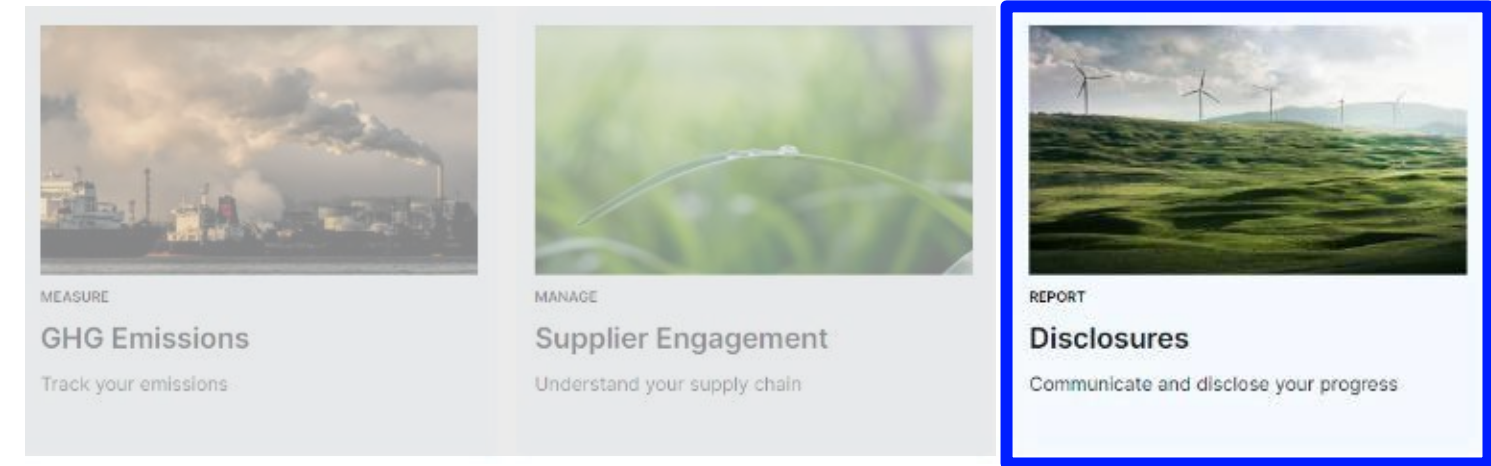 MEASURE
GHG Emissions
Track your emissions
MANAGE
Supplier Engagement
Understand your supply chain
REPORT
Disclosures
Communicate and disclose your progress